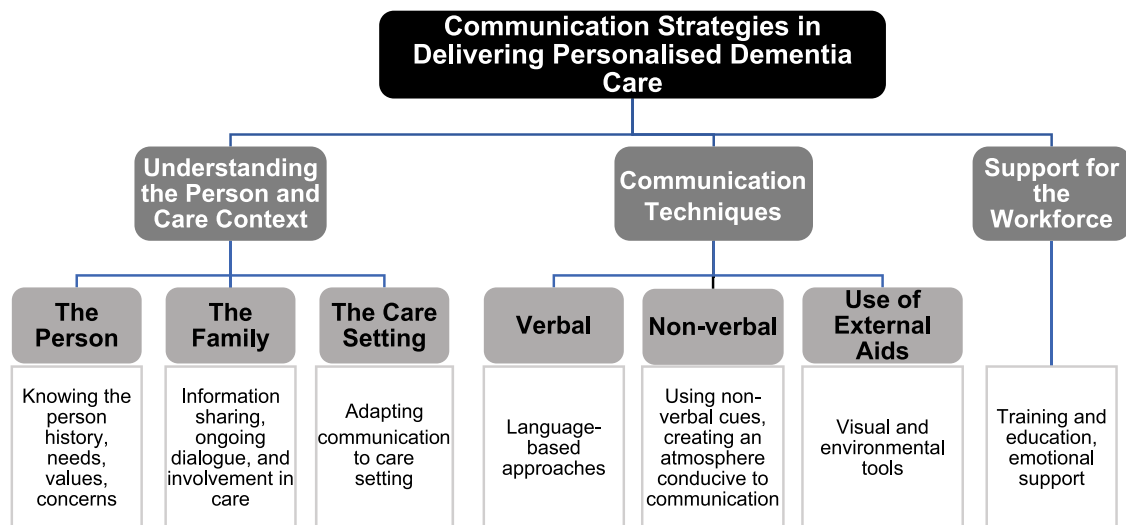 Communication Strategies in
Delivering Personalised Dementia
Care
Understanding
the Person and
Care Context
Communication
Techniques
Support for
the
Workforce
The
Person
The
Family
The Care
Setting
Verbal
Non-verbal
Use of
External
Aids
Knowing the
person
history,
needs,
values,
concerns
Information
sharing,
ongoing
dialogue, and
involvement in
care
Adapting
communication
to care
setting
Language-
based
approaches
Using non-
verbal cues,
creating an
atmosphere
conducive to
communication
Visual and
environmental
tools
Training and
education,
emotional
support